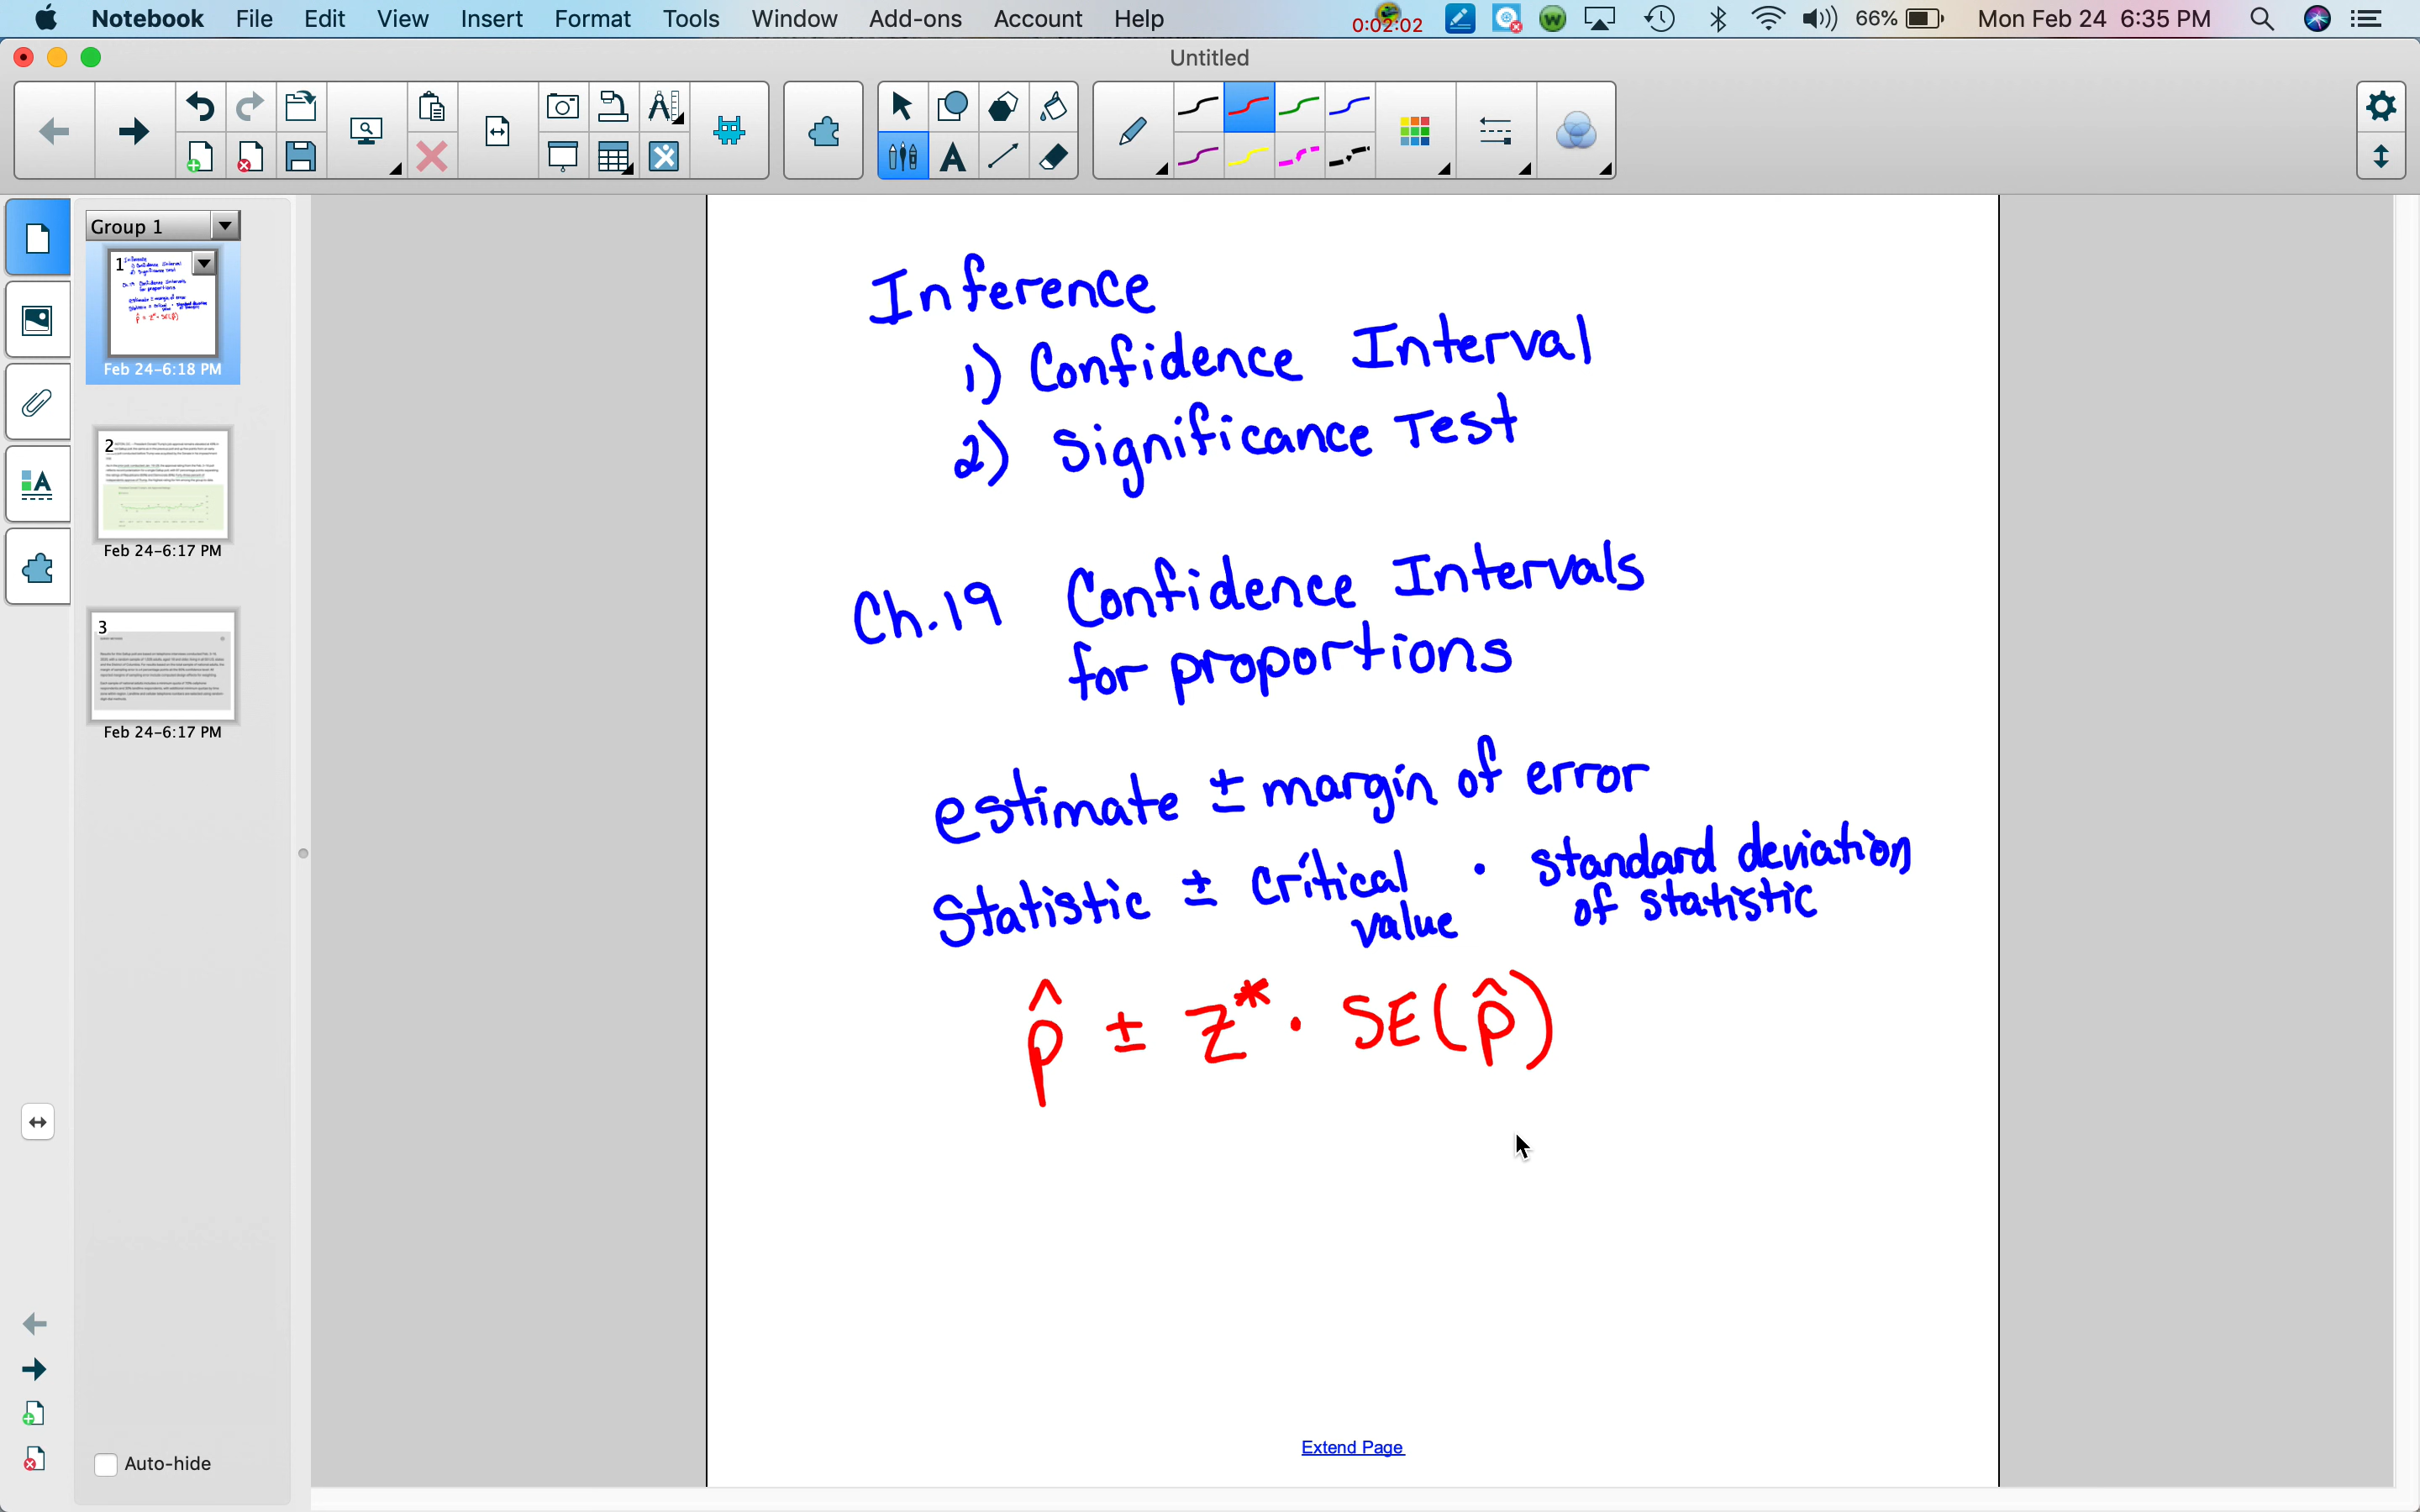 Notebook File Edit View Insert Format Tools Window Add-ons Account Help 0:02:02 66% Mon Feb 24 6:35 PM
Untitled
Group 1
1
Feb 24-6:18 PM
2
Feb 24-6:17 PM
3
Feb 24-6:17 PM
Auto-hide
Inference
1) Confidence Interval
2) Significance Test
Ch.19 Confidence Intervals
for proportions
estimate ± margin of error
Statistic ± critical value · standard deviation of statistic
p̂ ± z* · SE(p̂)
Extend Page